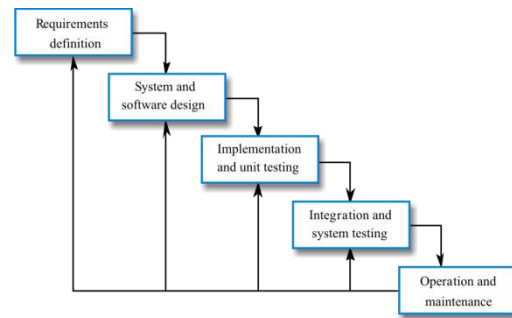 Requirements
definition
System and
software design
Implementation
and unit testing
Integration and
system testing
Operation and
maintenance